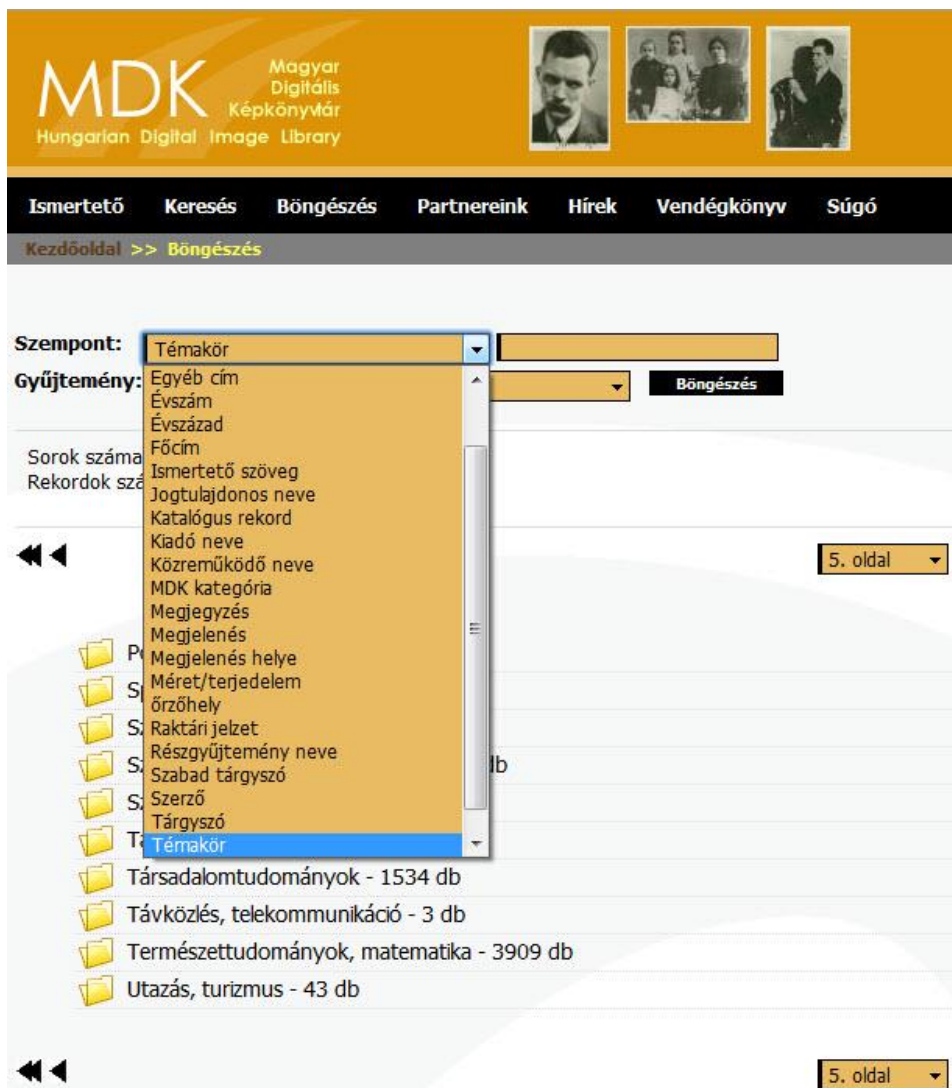 MDK
Magyar
Digitális
Képkönyvtár
Hungarian Digital Image Library
Ismertető Keresés Böngészés Partnereink Hírek Vendégkönyv Súgó
Kezdőoldal >> Böngészés
Szempont: Témakör
Gyűjtemény:
Böngészés
Egyéb cím
Évszám
Évszázad
Főcím
Ismertető szöveg
Jogtulajdonos neve
Katalógus rekord
Kiadó neve
Közreműködő neve
MDK kategória
Megjegyzés
Megjelenés
Megjelenés helye
Méret/terjedelem
őrzőhely
Raktári jelzet
Részgyűjtemény neve
Szabad tárgyszó
Szerző
Tárgyszó
Témakör
Sorok száma
Rekordok
5. oldal
Társadalomtudományok - 1534 db
Távközlés, telekommunikáció - 3 db
Természettudományok, matematika - 3909 db
Utazás, turizmus - 43 db
5. oldal